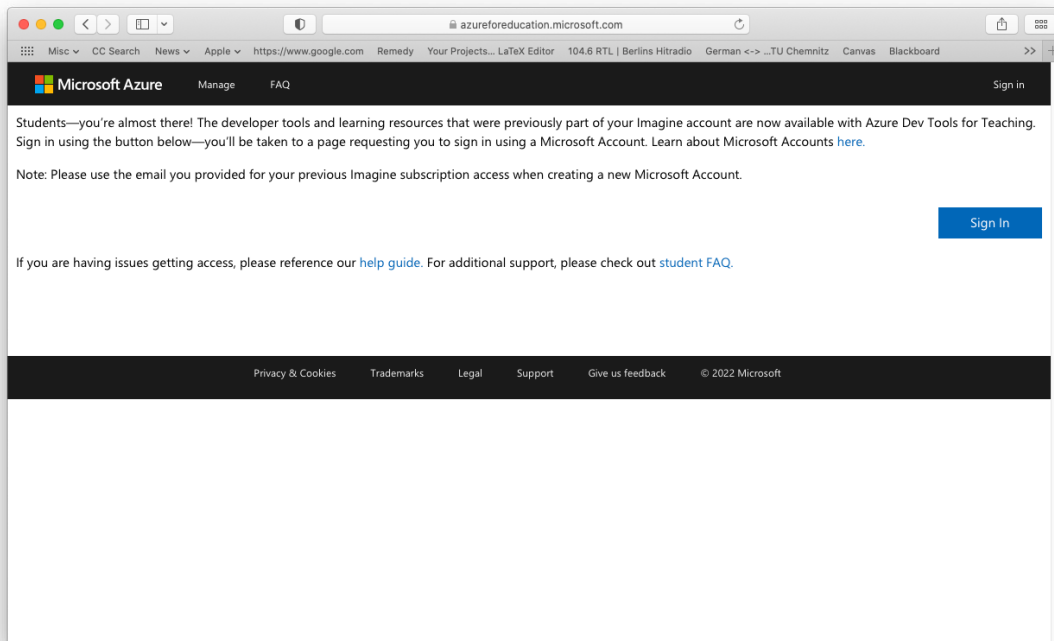 azureforeducation.microsoft.com
Misc CC Search News Apple https://www.google.com Remedy Your Projects... LaTeX Editor 104.6 RTL | Berlins Hitradio German <-> ...TU Chemnitz Canvas Blackboard >>
Microsoft Azure Manage FAQ Sign in
Students—you're almost there! The developer tools and learning resources that were previously part of your Imagine account are now available with Azure Dev Tools for Teaching.
Sign in using the button below—you'll be taken to a page requesting you to sign in using a Microsoft Account. Learn about Microsoft Accounts here.
Note: Please use the email you provided for your previous Imagine subscription access when creating a new Microsoft Account.
Sign In
If you are having issues getting access, please reference our help guide. For additional support, please check out student FAQ.
Privacy & Cookies Trademarks Legal Support Give us feedback © 2022 Microsoft